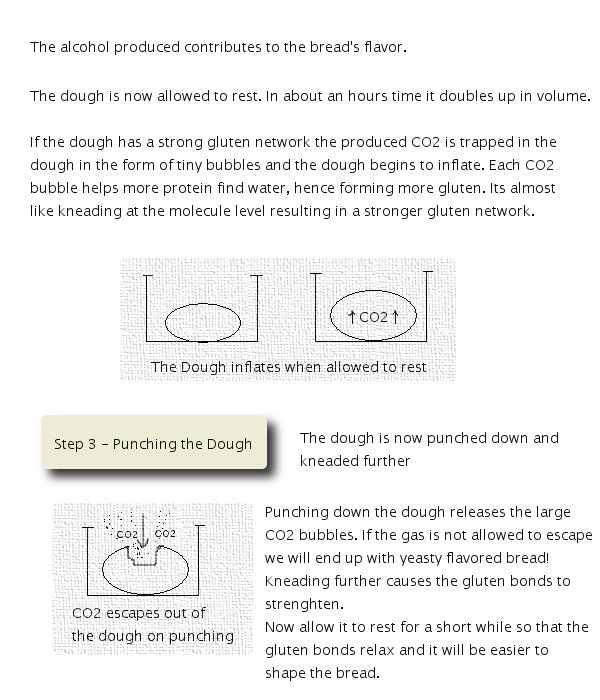 The alcohol produced contributes to the bread's flavor.
The dough is now allowed to rest. In about an hours time it doubles up in volume.
If the dough has a strong gluten network the produced CO2 is trapped in the
dough in the form of tiny bubbles and the dough begins to inflate. Each CO2
bubble helps more protein find water, hence forming more gluten. Its almost
like kneading at the molecule level resulting in a stronger gluten network.
↑CO2↑
The Dough inflates when allowed to rest
Step 3 – Punching the Dough
The dough is now punched down and
kneaded further
CO2 CO2
CO2 escapes out of
the dough on punching
Punching down the dough releases the large
CO2 bubbles. If the gas is not allowed to escape
we will end up with yeasty flavored bread!
Kneading further causes the gluten bonds to
strenghten.
Now allow it to rest for a short while so that the
gluten bonds relax and it will be easier to
shape the bread.